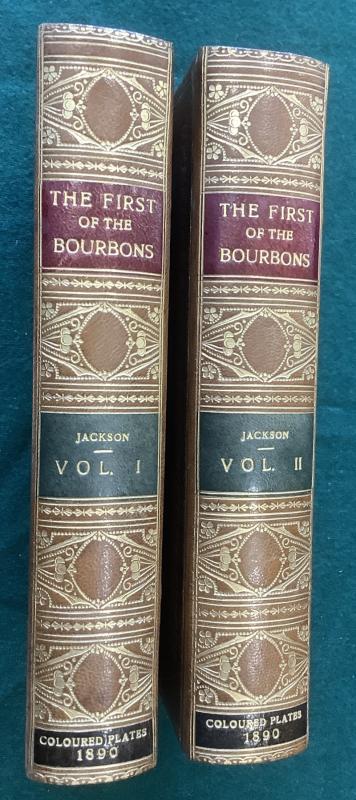 THE FIRST
OF THE
BOURBONS
JACKSON
VOL. I
COLOURED PLATES
1890
THE FIRST
OF THE
BOURBONS
JACKSON
VOL. II
COLOURED PLATES
1890